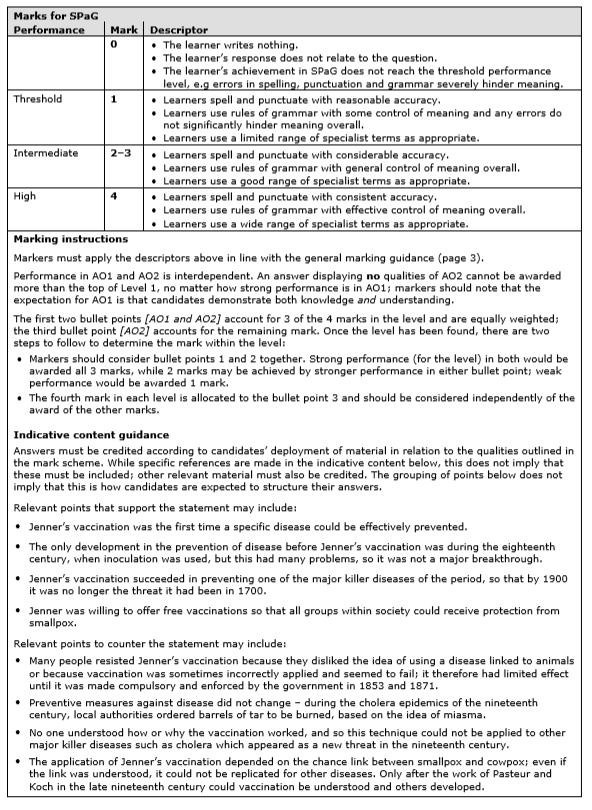 Marks for SPaG
Performance Mark Descriptor
0 • The learner writes nothing.
• The learner's response does not relate to the question.
• The learner's achievement in SPaG does not reach the threshold performance
level, e.g errors in spelling, punctuation and grammar severely hinder meaning.
Threshold 1 • Learners spell and punctuate with reasonable accuracy.
• Learners use rules of grammar with some control of meaning and any errors do
not significantly hinder meaning overall.
• Learners use a limited range of specialist terms as appropriate.
Intermediate 2–3 • Learners spell and punctuate with considerable accuracy.
• Learners use rules of grammar with general control of meaning overall.
• Learners use a good range of specialist terms as appropriate.
High 4 • Learners spell and punctuate with consistent accuracy.
• Learners use rules of grammar with effective control of meaning overall.
• Learners use a wide range of specialist terms as appropriate.
Marking instructions
Markers must apply the descriptors above in line with the general marking guidance (page 3).
Performance in AO1 and AO2 is interdependent. An answer displaying no qualities of AO2 cannot be awarded
more than the top of Level 1, no matter how strong performance is in AO1; markers should note that the
expectation for AO1 is that candidates demonstrate both knowledge and understanding.
The first two bullet points [AO1 and AO2] account for 3 of the 4 marks in the level and are equally weighted;
the third bullet point [AO2] accounts for the remaining mark. Once the level has been found, there are two
steps to follow to determine the mark within the level:
• Markers should consider bullet points 1 and 2 together. Strong performance (for the level) in both would be
awarded all 3 marks, while 2 marks may be achieved by stronger performance in either bullet point; weak
performance would be awarded 1 mark.
• The fourth mark in each level is allocated to the bullet point 3 and should be considered independently of the
award of the other marks.
Indicative content guidance
Answers must be credited according to candidates' deployment of material in relation to the qualities outlined in
the mark scheme. While specific references are made in the indicative content below, this does not imply that
these must be included; other relevant material must also be credited. The grouping of points below does not
imply that this is how candidates are expected to structure their answers.
Relevant points that support the statement may include:
• Jenner's vaccination was the first time a specific disease could be effectively prevented.
• The only development in the prevention of disease before Jenner's vaccination was during the eighteenth
century, when inoculation was used, but this had many problems, so it was not a major breakthrough.
• Jenner's vaccination succeeded in preventing one of the major killer diseases of the period, so that by 1900
it was no longer the threat it had been in 1700.
• Jenner was willing to offer free vaccinations so that all groups within society could receive protection from
smallpox.
Relevant points to counter the statement may include:
• Many people resisted Jenner's vaccination because they disliked the idea of using a disease linked to animals
or because vaccination was sometimes incorrectly applied and seemed to fail; it therefore had limited effect
until it was made compulsory and enforced by the government in 1853 and 1871.
• Preventive measures against disease did not change – during the cholera epidemics of the nineteenth
century, local authorities ordered barrels of tar to be burned, based on the idea of miasma.
• No one understood how or why the vaccination worked, and so this technique could not be applied to other
major killer diseases such as cholera which appeared as a new threat in the nineteenth century.
• The application of Jenner's vaccination depended on the chance link between smallpox and cowpox; even if
the link was understood, it could not be replicated for other diseases. Only after the work of Pasteur and
Koch in the late nineteenth century could vaccination be understood and others developed.